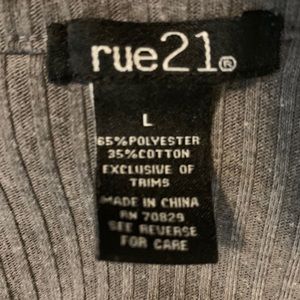 rue21®
L
65%POLYESTER
35%COTTON
EXCLUSIVE OF
TRIMS
MADE IN CHINA
RN 70829
SEE REVERSE
FOR CARE